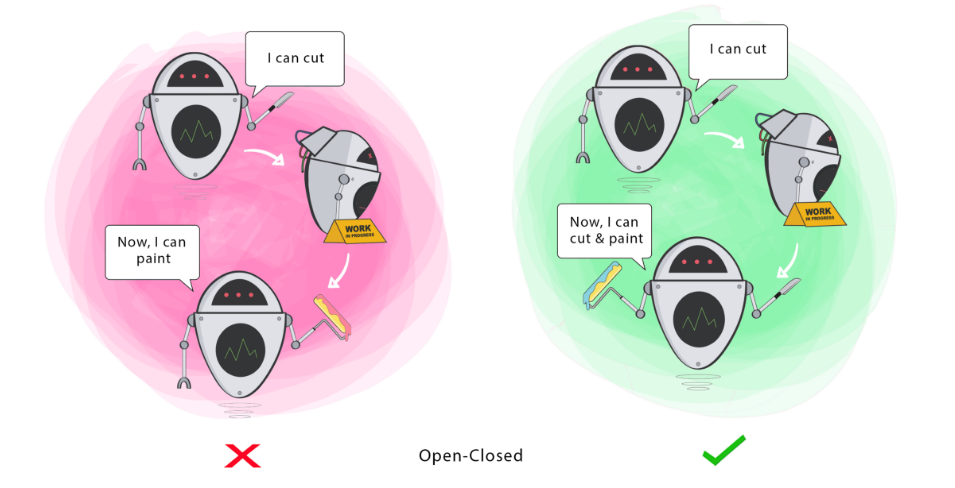 I can cut
WORK
IN PROGRESS
Now, I can
paint
I can cut
WORK
IN PROGRESS
Now, I can
cut & paint
Open-Closed